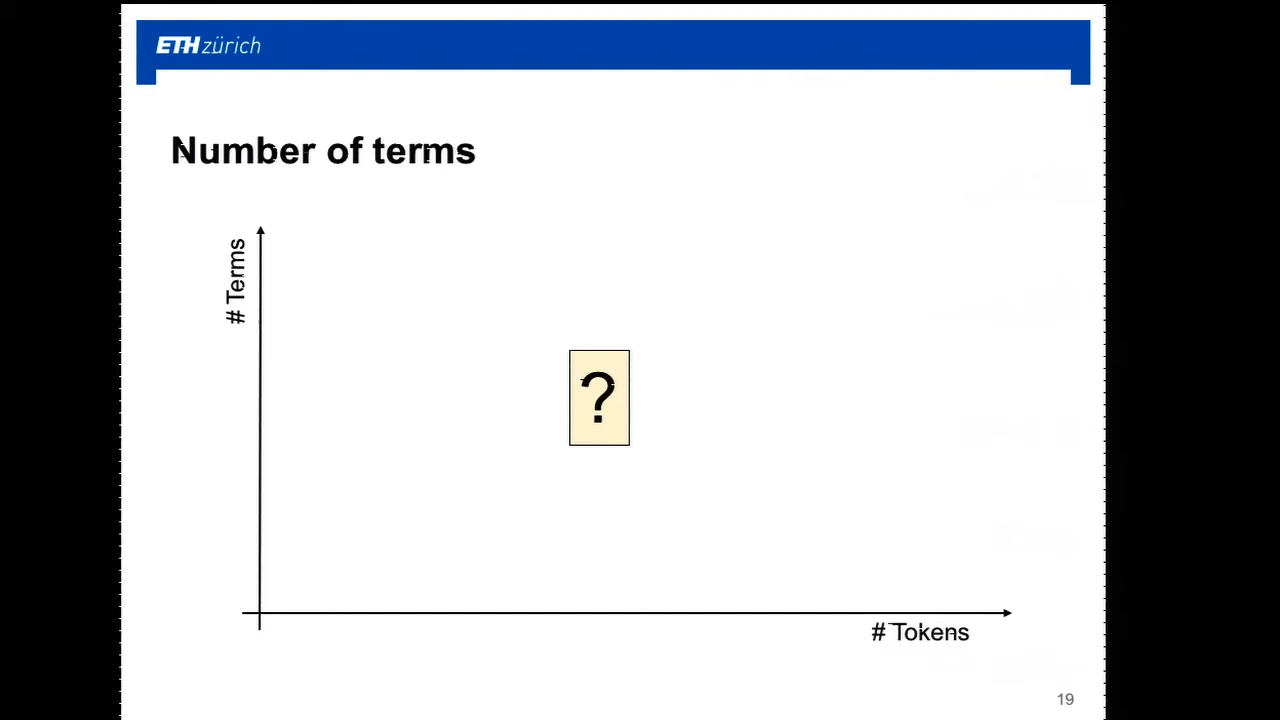 ETH zürich
Number of terms
# Terms
?
# Tokens
19